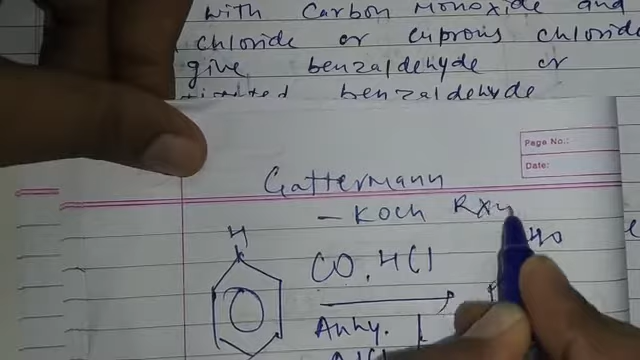 with Carbon Monoxide and
chloride or cuprous chloride
give benzaldehyde or
benzaldehyde
Page No.:
Date:
Gattermann
- Koch Rxn
H
CO, HCl
Anhy.